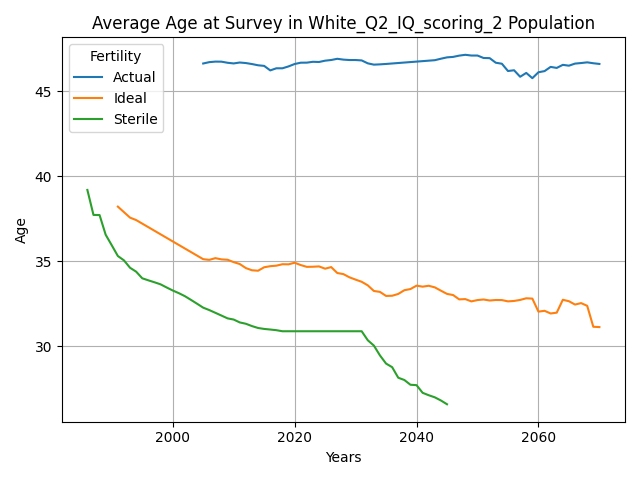 Average Age at Survey in White_Q2_IQ_scoring_2 Population
Fertility
Actual
Ideal
Sterile
Age
45
40
35
30
2000
2020
2040
2060
Years